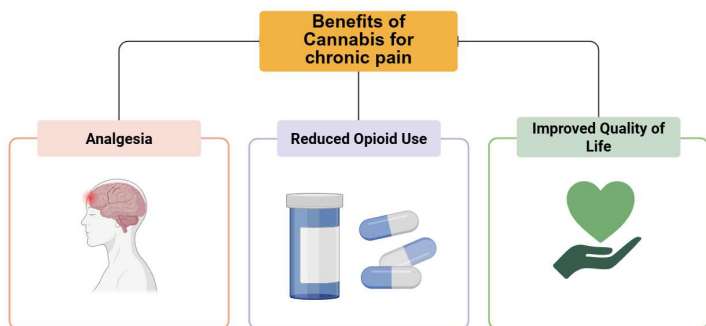 Benefits of
Cannabis for
chronic pain
Analgesia
Reduced Opioid Use
Improved Quality of
Life